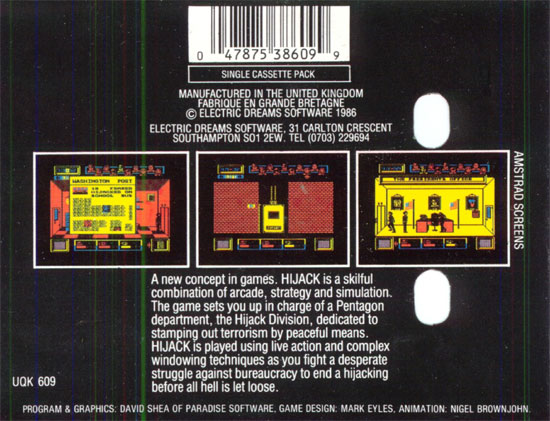 0 47875 38609 9
SINGLE CASSETTE PACK
MANUFACTURED IN THE UNITED KINGDOM
FABRIQUE EN GRANDE BRETAGNE
© ELECTRIC DREAMS SOFTWARE 1986
ELECTRIC DREAMS SOFTWARE, 31 CARLTON CRESCENT
SOUTHAMPTON SO1 2EW. TEL (0703) 229694
WASHINGTON POST
HIJACKED ON
SCHOOL BUS
AMSTRAD SCREENS
A new concept in games. HIJACK is a skilful
combination of arcade, strategy and simulation.
The game sets you up in charge of a Pentagon
department, the Hijack Division, dedicated to
stamping out terrorism by peaceful means.
HIJACK is played using live action and complex
windowing techniques as you fight a desperate
struggle against bureaucracy to end a hijacking
before all hell is let loose.
UQK 609
PROGRAM & GRAPHICS: DAVID SHEA OF PARADISE SOFTWARE, GAME DESIGN: MARK EYLES, ANIMATION: NIGEL BROWNJOHN.